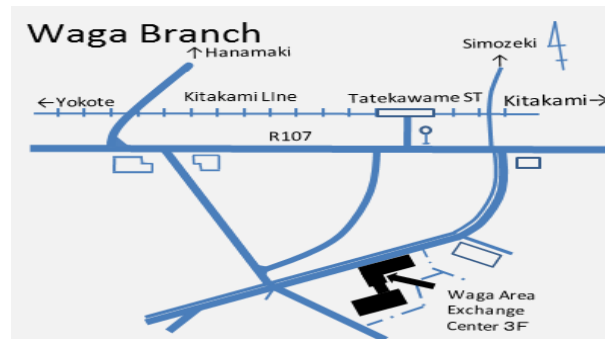 Waga Branch
↑Hanamaki
Simozeki
↑
←Yokote
Kitakami LIne
Tatekawame ST
Kitakami→
R107
Waga Area
Exchange
Center 3F